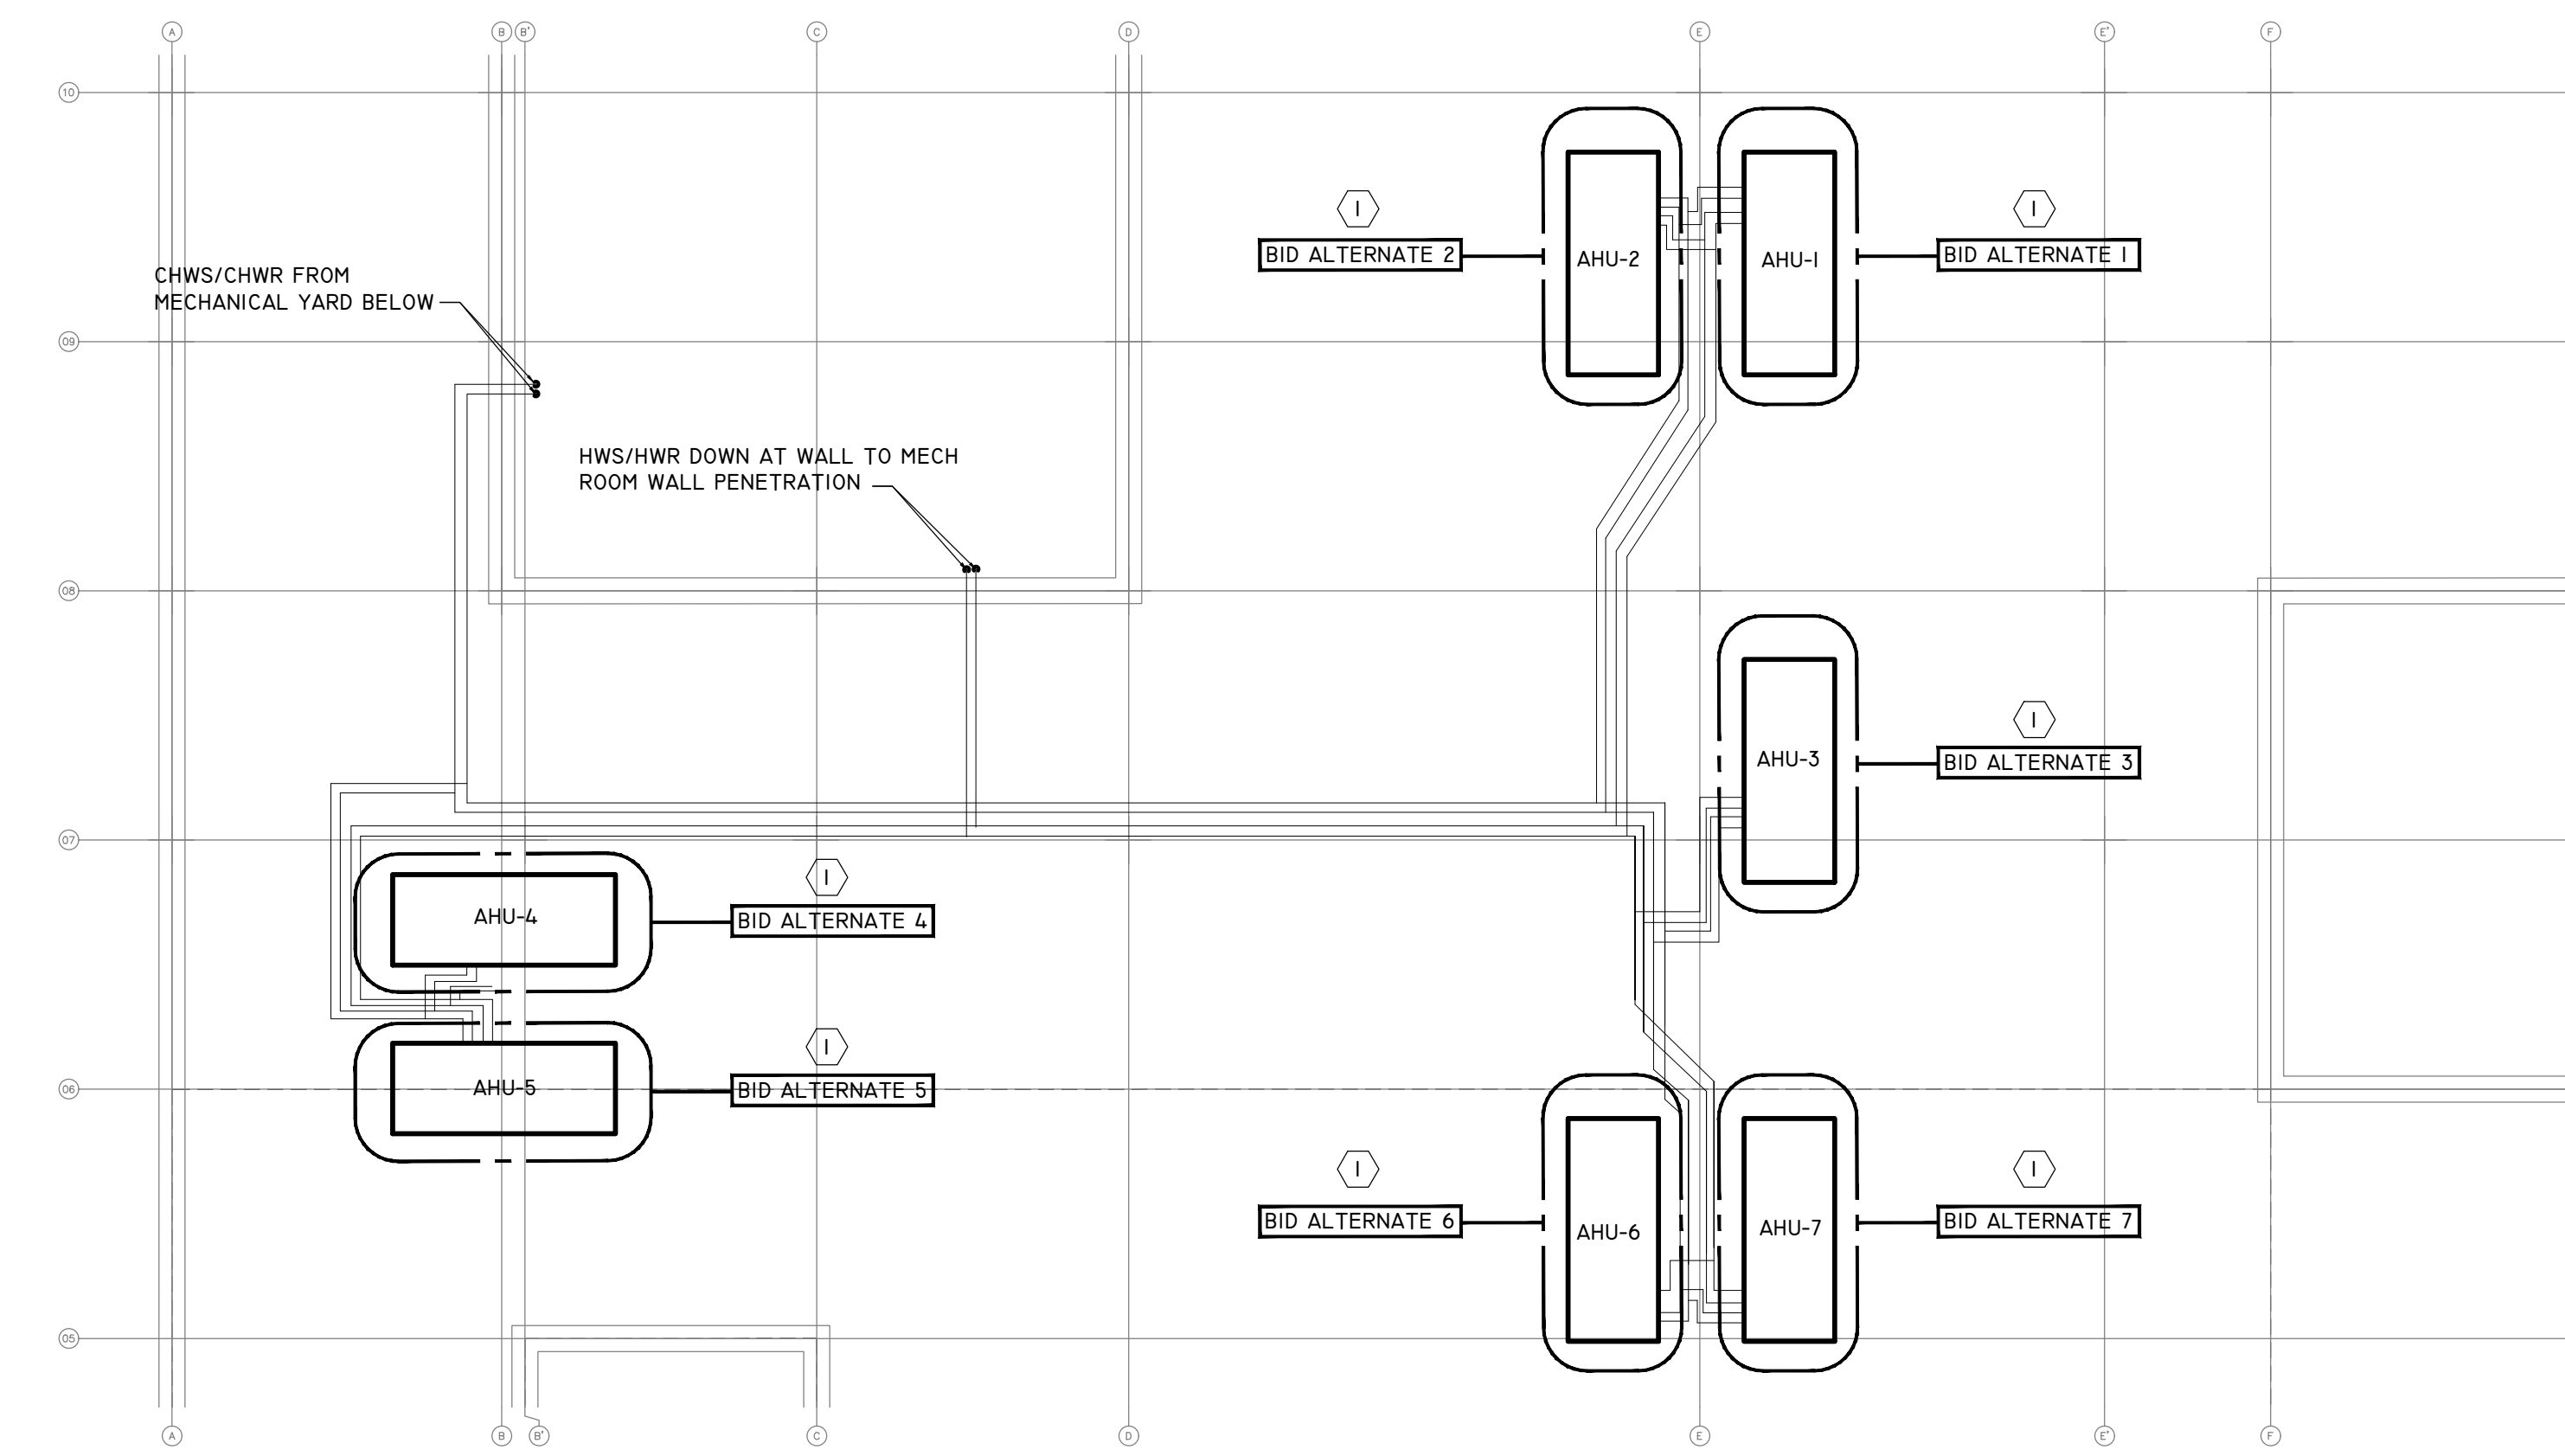 A
B
B'
C
D
E
E'
F
10
I
I
BID ALTERNATE 2
AHU-2
AHU-1
BID ALTERNATE 1
CHWS/CHWR FROM
MECHANICAL YARD BELOW
09
HWS/HWR DOWN AT WALL TO MECH
ROOM WALL PENETRATION
08
I
AHU-3
BID ALTERNATE 3
07
I
AHU-4
BID ALTERNATE 4
I
06
AHU-5
BID ALTERNATE 5
I
I
BID ALTERNATE 6
AHU-6
AHU-7
BID ALTERNATE 7
05
A
B
B'
C
D
E
E'
F